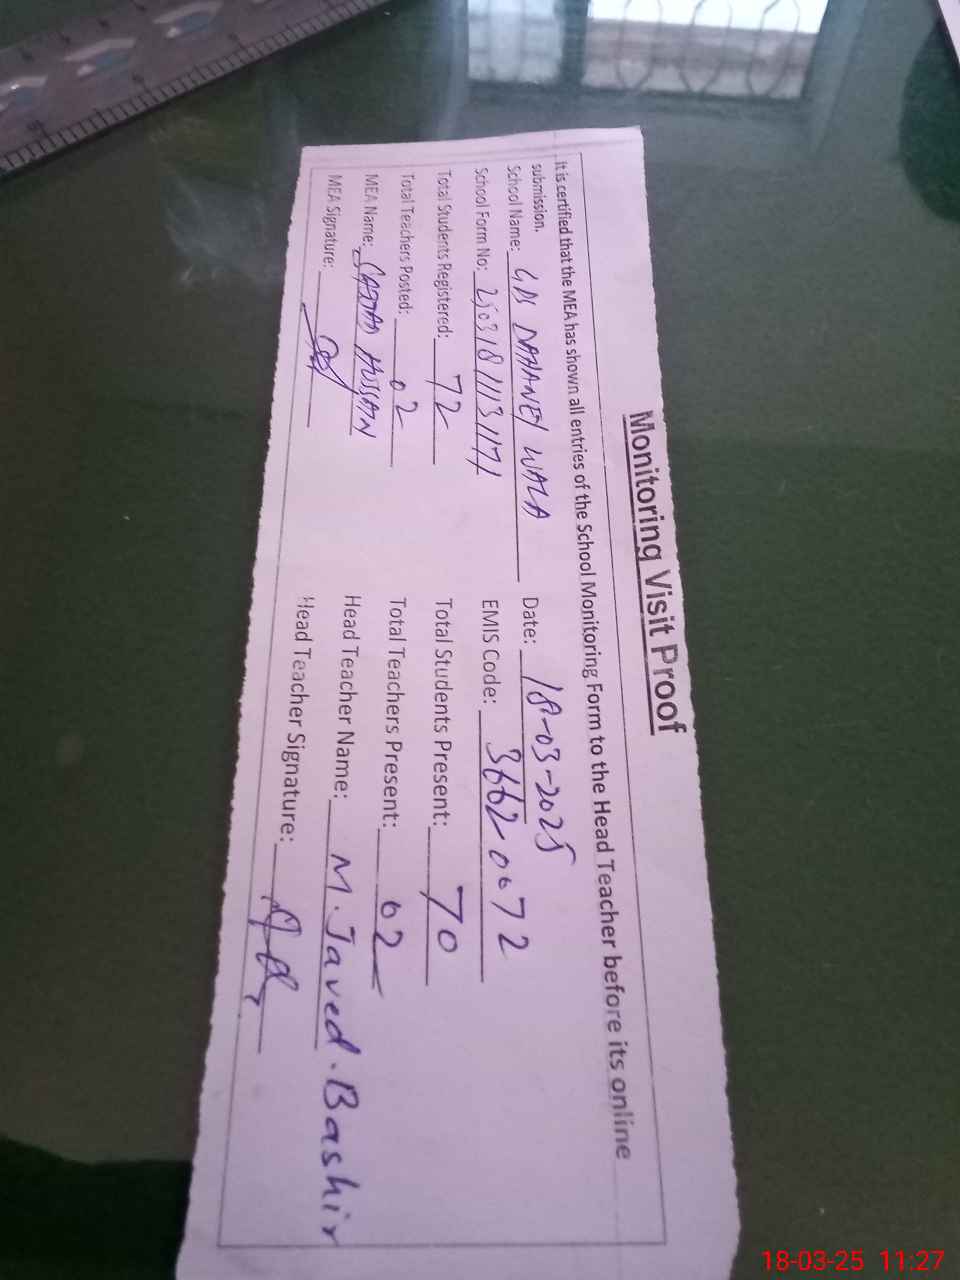 Monitoring Visit Proof
It is certified that the MEA has shown all entries of the School Monitoring Form to the Head Teacher before its online
submission.
School Name: Date: 18-03-2025
School Form No: EMIS Code: 36620072
Total Students Registered: 72 Total Students Present: 70
Total Teachers Posted: 02 Total Teachers Present: 02
MEA Name: SAJJAD HUSSAIN Head Teacher Name: M. Javed. Bashir
MEA Signature: Head Teacher Signature:
18-03-25 11:27